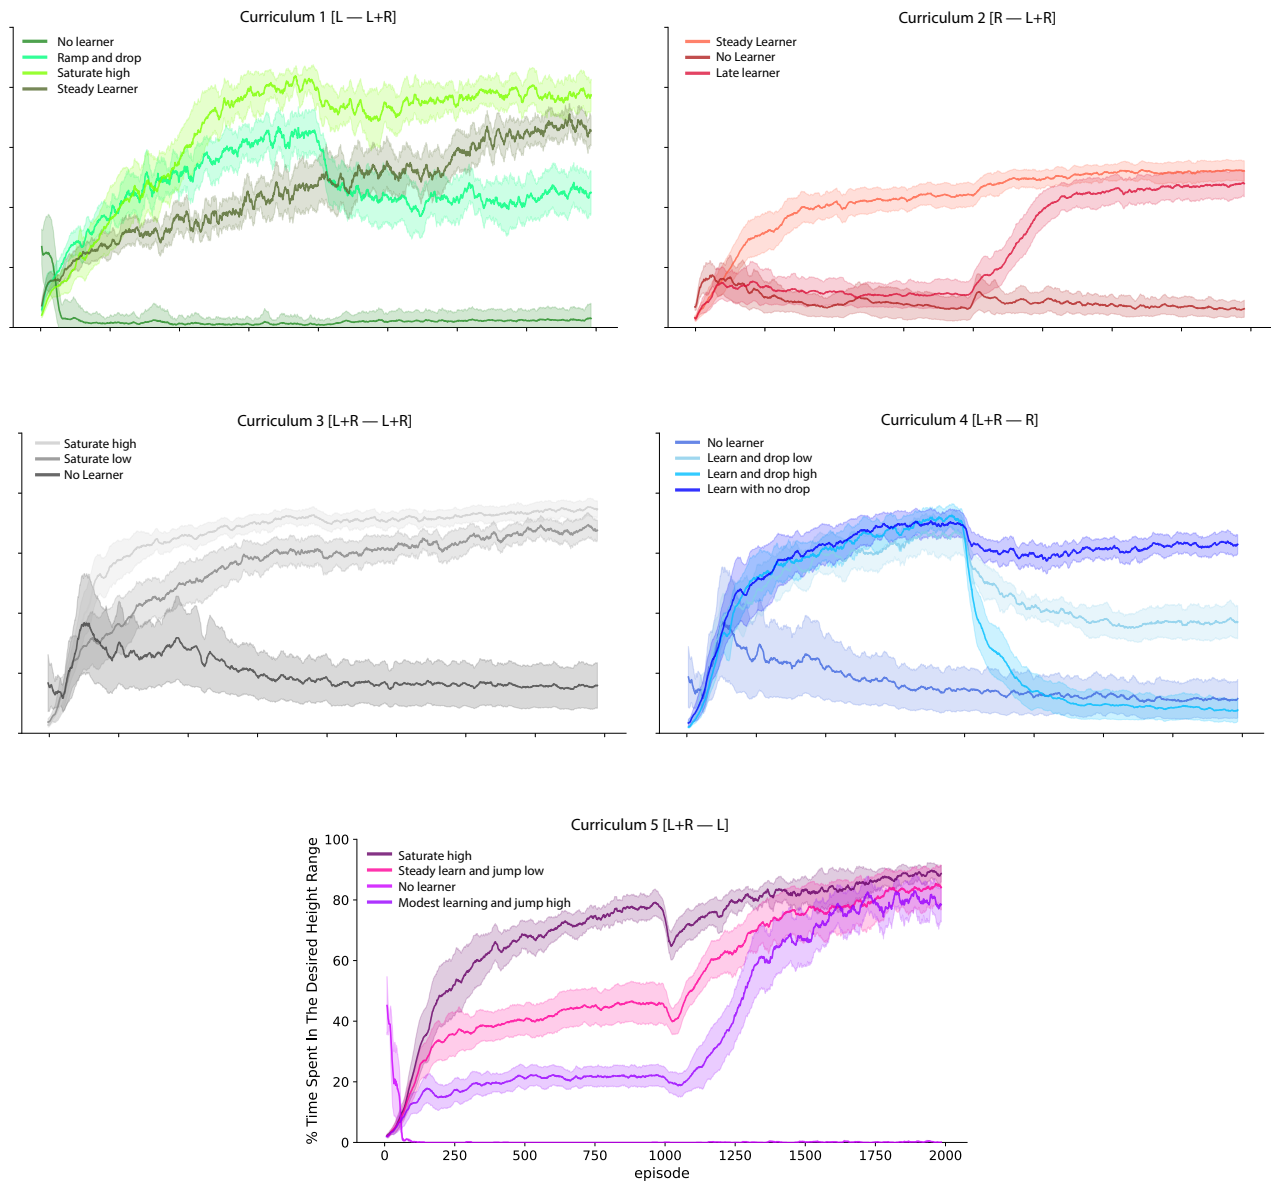 Curriculum 1 [L — L+R]
No learner
Ramp and drop
Saturate high
Steady Learner
Curriculum 2 [R — L+R]
Steady Learner
No Learner
Late learner
Curriculum 3 [L+R — L+R]
Saturate high
Saturate low
No Learner
Curriculum 4 [L+R — R]
No learner
Learn and drop low
Learn and drop high
Learn with no drop
Curriculum 5 [L+R — L]
Saturate high
Steady learn and jump low
No learner
Modest learning and jump high
% Time Spent In The Desired Height Range
100
80
60
40
20
0
0 250 500 750 1000 1250 1500 1750 2000
episode